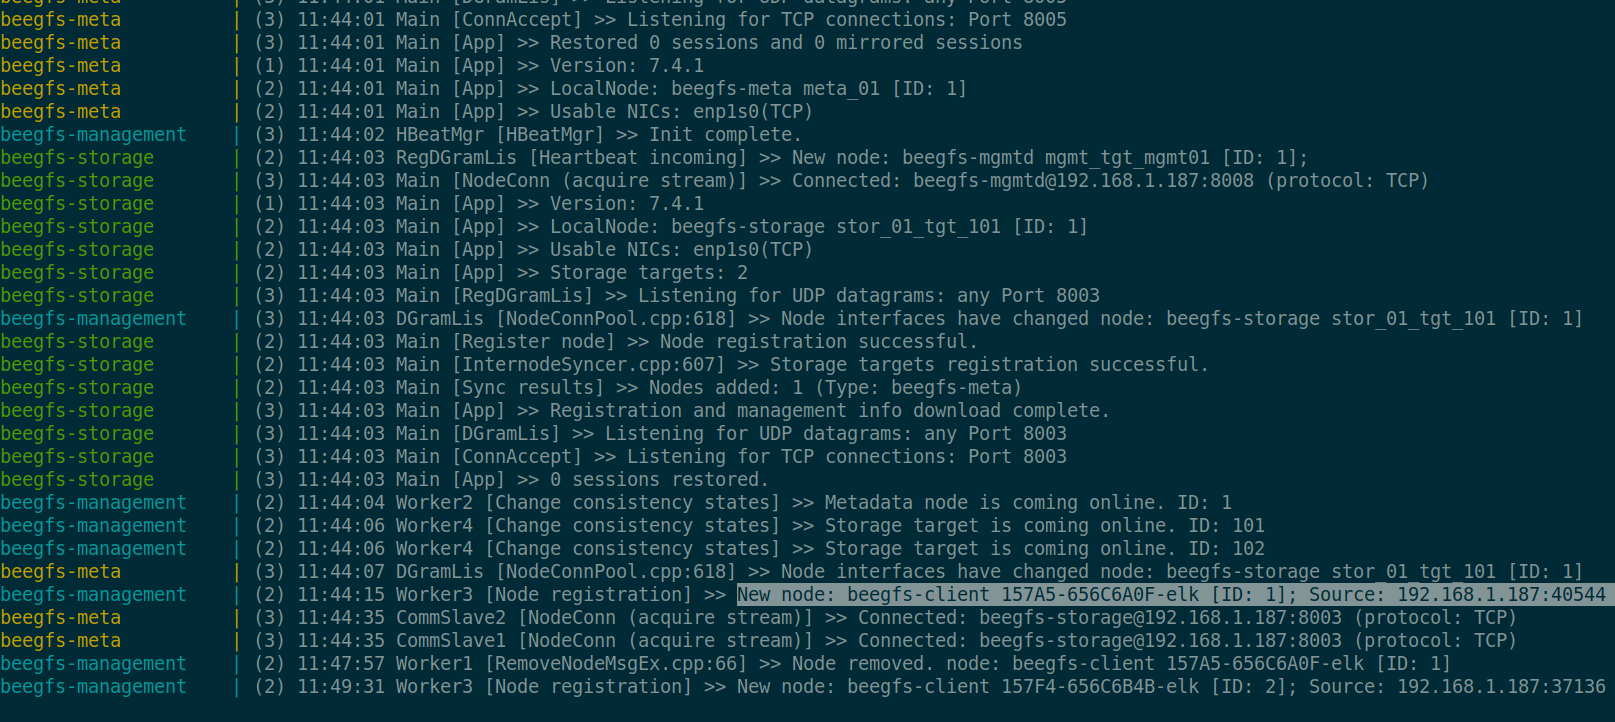 beegfs-meta | (3) 11:44:01 Main [DGramLis] >> Listening for UDP datagrams: any Port 8005
beegfs-meta | (3) 11:44:01 Main [ConnAccept] >> Listening for TCP connections: Port 8005
beegfs-meta | (3) 11:44:01 Main [App] >> Restored 0 sessions and 0 mirrored sessions
beegfs-meta | (1) 11:44:01 Main [App] >> Version: 7.4.1
beegfs-meta | (2) 11:44:01 Main [App] >> LocalNode: beegfs-meta meta_01 [ID: 1]
beegfs-meta | (2) 11:44:01 Main [App] >> Usable NICs: enp1s0(TCP)
beegfs-management | (3) 11:44:02 HBeatMgr [HBeatMgr] >> Init complete.
beegfs-storage | (2) 11:44:03 RegDGramLis [Heartbeat incoming] >> New node: beegfs-mgmtd mgmt_tgt_mgmt01 [ID: 1];
beegfs-storage | (3) 11:44:03 Main [NodeConn (acquire stream)] >> Connected: beegfs-mgmtd@192.168.1.187:8008 (protocol: TCP)
beegfs-storage | (1) 11:44:03 Main [App] >> Version: 7.4.1
beegfs-storage | (2) 11:44:03 Main [App] >> LocalNode: beegfs-storage stor_01_tgt_101 [ID: 1]
beegfs-storage | (2) 11:44:03 Main [App] >> Usable NICs: enp1s0(TCP)
beegfs-storage | (2) 11:44:03 Main [App] >> Storage targets: 2
beegfs-storage | (3) 11:44:03 Main [RegDGramLis] >> Listening for UDP datagrams: any Port 8003
beegfs-management | (3) 11:44:03 DGramLis [NodeConnPool.cpp:618] >> Node interfaces have changed node: beegfs-storage stor_01_tgt_101 [ID: 1]
beegfs-storage | (2) 11:44:03 Main [Register node] >> Node registration successful.
beegfs-storage | (2) 11:44:03 Main [InternodeSyncer.cpp:607] >> Storage targets registration successful.
beegfs-storage | (2) 11:44:03 Main [Sync results] >> Nodes added: 1 (Type: beegfs-meta)
beegfs-storage | (3) 11:44:03 Main [App] >> Registration and management info download complete.
beegfs-storage | (3) 11:44:03 Main [DGramLis] >> Listening for UDP datagrams: any Port 8003
beegfs-storage | (3) 11:44:03 Main [ConnAccept] >> Listening for TCP connections: Port 8003
beegfs-storage | (3) 11:44:03 Main [App] >> 0 sessions restored.
beegfs-management | (2) 11:44:04 Worker2 [Change consistency states] >> Metadata node is coming online. ID: 1
beegfs-management | (2) 11:44:06 Worker4 [Change consistency states] >> Storage target is coming online. ID: 101
beegfs-management | (2) 11:44:06 Worker4 [Change consistency states] >> Storage target is coming online. ID: 102
beegfs-meta | (3) 11:44:07 DGramLis [NodeConnPool.cpp:618] >> Node interfaces have changed node: beegfs-storage stor_01_tgt_101 [ID: 1]
beegfs-management | (2) 11:44:15 Worker3 [Node registration] >> New node: beegfs-client 157A5-656C6A0F-elk [ID: 1]; Source: 192.168.1.187:40544
beegfs-meta | (3) 11:44:35 CommSlave2 [NodeConn (acquire stream)] >> Connected: beegfs-storage@192.168.1.187:8003 (protocol: TCP)
beegfs-meta | (3) 11:44:35 CommSlave1 [NodeConn (acquire stream)] >> Connected: beegfs-storage@192.168.1.187:8003 (protocol: TCP)
beegfs-management | (2) 11:47:57 Worker1 [RemoveNodeMsgEx.cpp:66] >> Node removed. node: beegfs-client 157A5-656C6A0F-elk [ID: 1]
beegfs-management | (2) 11:49:31 Worker3 [Node registration] >> New node: beegfs-client 157F4-656C6B4B-elk [ID: 2]; Source: 192.168.1.187:37136